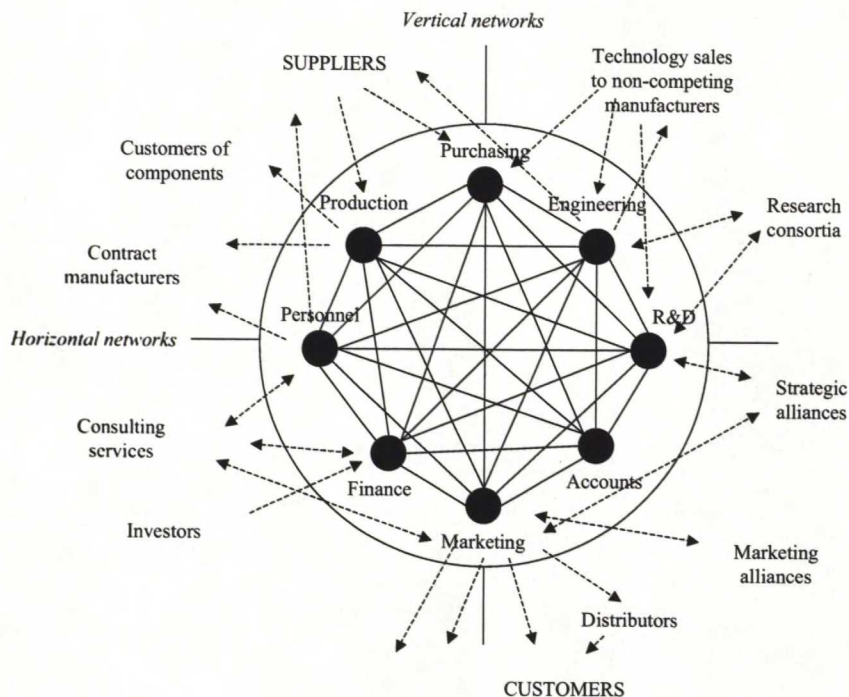 Vertical networks
SUPPLIERS
Technology sales
to non-competing
manufacturers
Customers of
components
Purchasing
Production
Engineering
Research
consortia
Contract
manufacturers
Personnel
R&D
Horizontal networks
Strategic
alliances
Consulting
services
Finance
Accounts
Investors
Marketing
Marketing
alliances
Distributors
CUSTOMERS